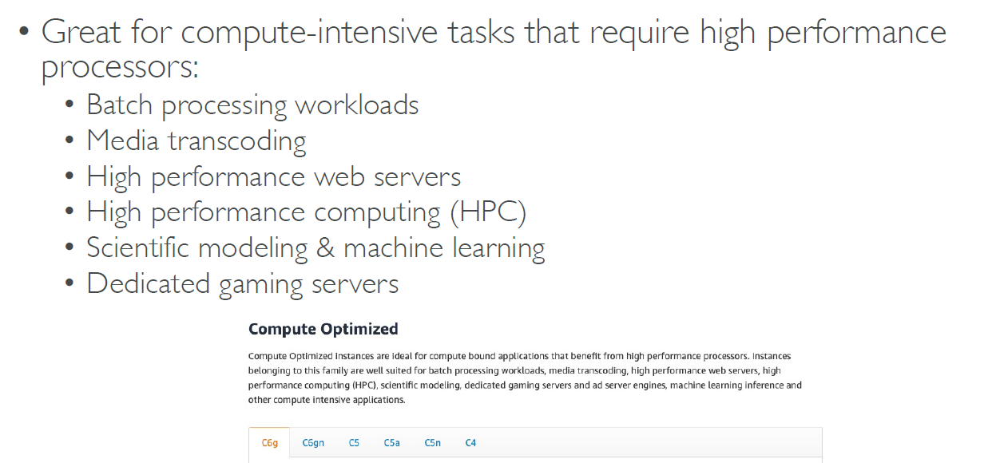 • Great for compute-intensive tasks that require high performance
processors:
• Batch processing workloads
• Media transcoding
• High performance web servers
• High performance computing (HPC)
• Scientific modeling & machine learning
• Dedicated gaming servers
Compute Optimized
Compute Optimized instances are ideal for compute bound applications that benefit from high performance processors. Instances
belonging to this family are well suited for batch processing workloads, media transcoding, high performance web servers, high
performance computing (HPC), scientific modeling, dedicated gaming servers and ad server engines, machine learning inference and
other compute intensive applications.
C6g C6gn C5 C5a C5n C4